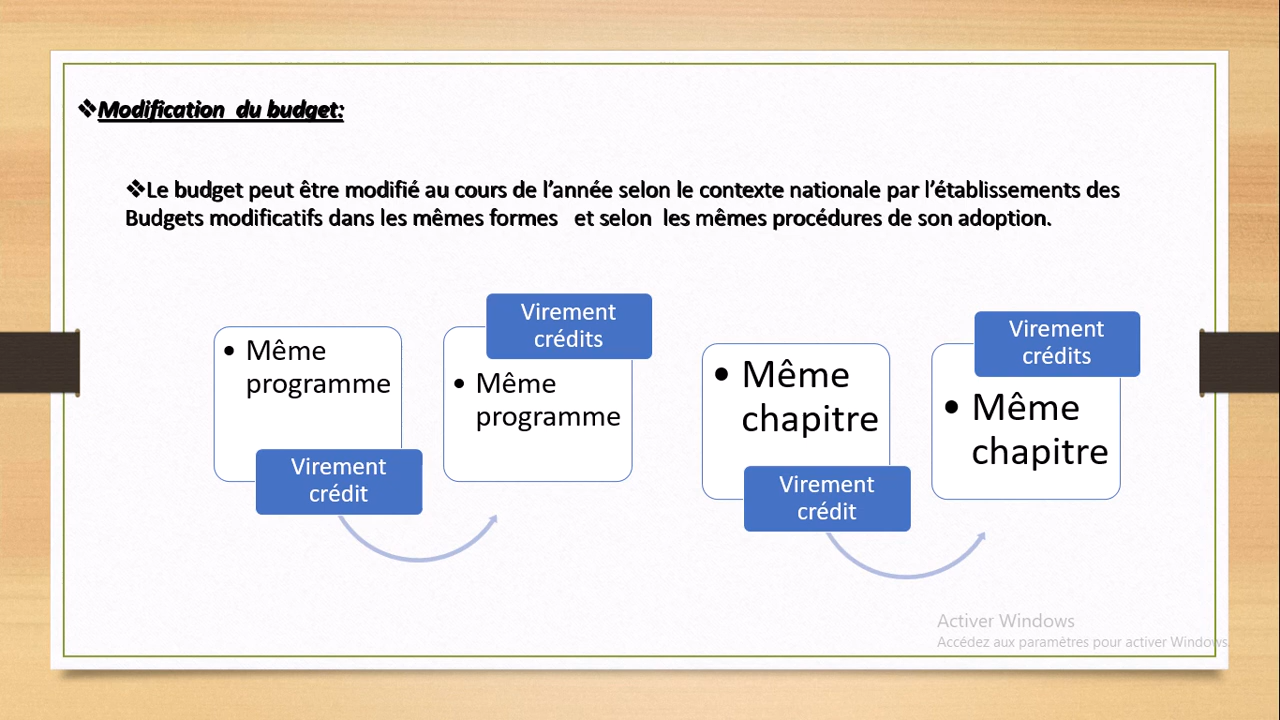 ❖Modification du budget:
❖Le budget peut être modifié au cours de l’année selon le contexte nationale par l’établissements des
Budgets modificatifs dans les mêmes formes et selon les mêmes procédures de son adoption.
• Même
programme
Virement
crédit
Virement
crédits
• Même
programme
• Même
chapitre
Virement
crédit
Virement
crédits
• Même
chapitre
Activer Windows
Accédez aux paramètres pour activer Windows.